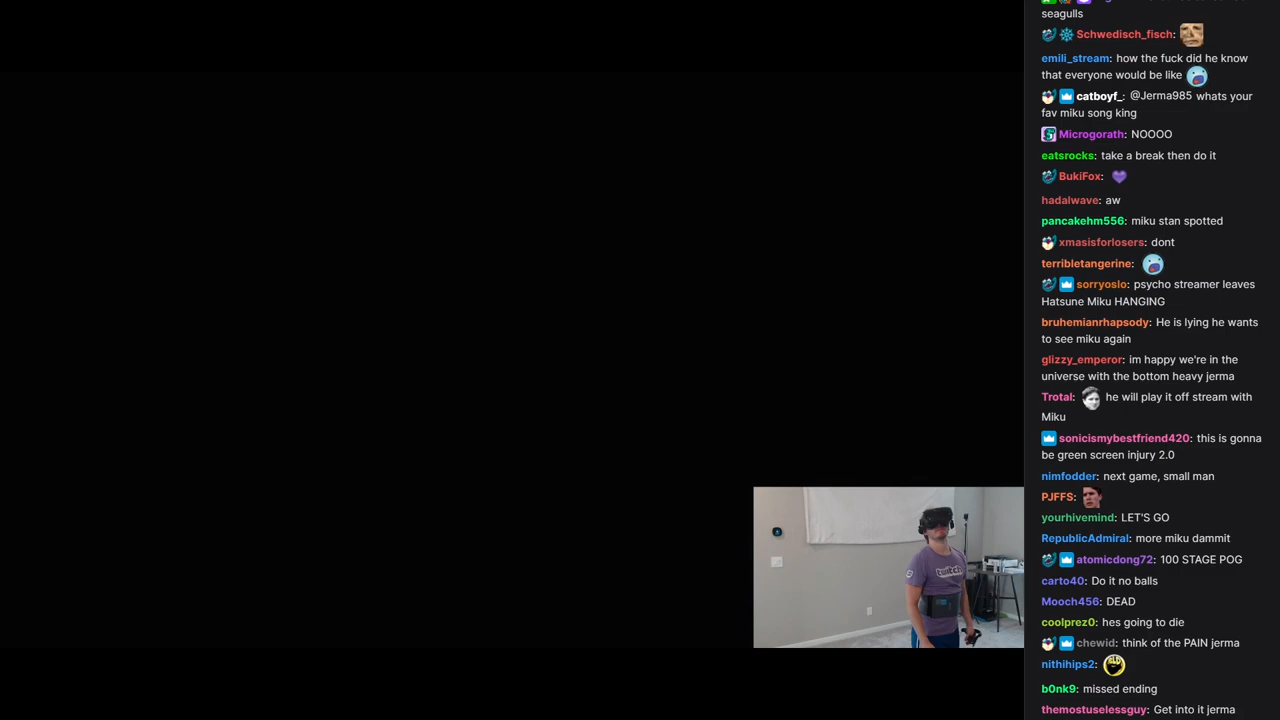 seagulls
Schwedisch_fisch:
emili_stream: how the fuck did he know
that everyone would be like
catboyf_: @Jerma985 whats your
fav miku song king
Microgorath: NOOOO
eatsrocks: take a break then do it
BukiFox:
hadalwave: aw
pancakehm556: miku stan spotted
xmasisforlosers: dont
terribletangerine:
sorryoslo: psycho streamer leaves
Hatsune Miku HANGING
bruhemianrhapsody: He is lying he wants
to see miku again
glizzy_emperor: im happy we're in the
universe with the bottom heavy jerma
Trotal: he will play it off stream with
Miku
sonicismybestfriend420: this is gonna
be green screen injury 2.0
nimfodder: next game, small man
PJFFS:
yourhivemind: LET'S GO
RepublicAdmiral: more miku dammit
atomicdong72: 100 STAGE POG
carto40: Do it no balls
Mooch456: DEAD
coolprez0: hes going to die
chewid: think of the PAIN jerma
nithihips2:
b0nk9: missed ending
themostuselessguy: Get into it jerma
twitch